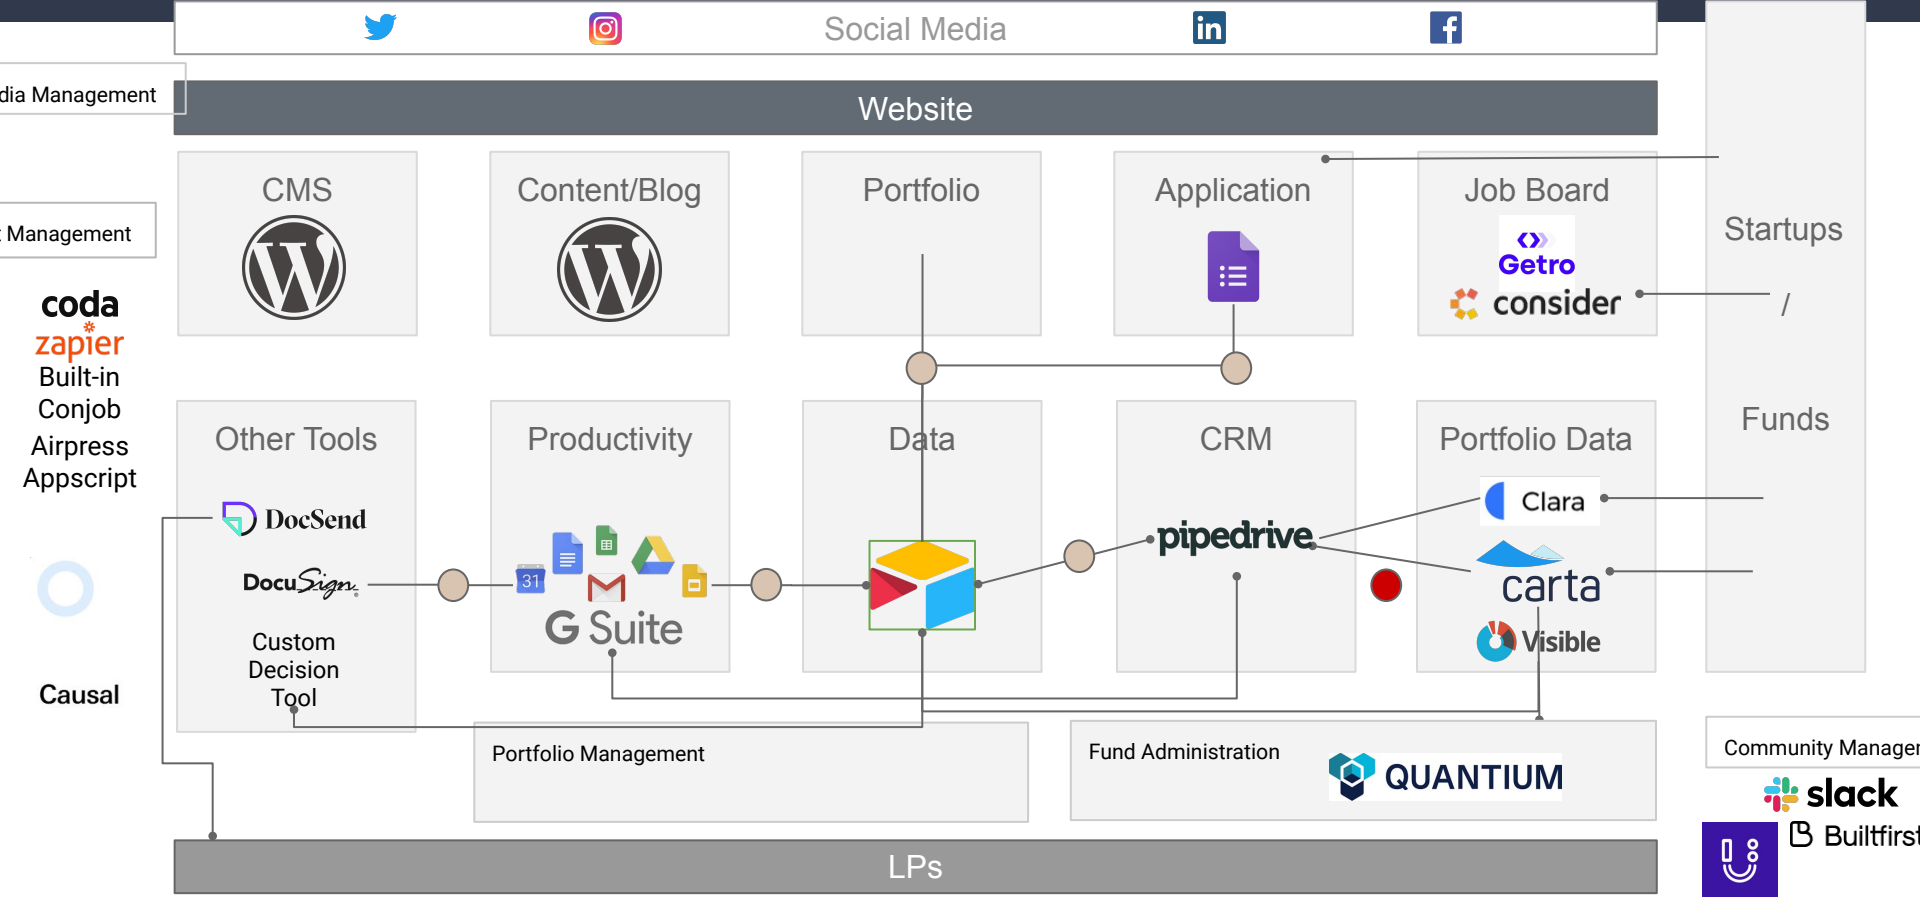 Social Media
dia Management
Website
CMS
Content/Blog
Portfolio
Application
Job Board
Getro
consider
Startups
/
Funds
t Management
coda
zapier
Built-in
Conjob
Airpress
Appscript
Causal
Other Tools
DocSend
DocuSign
Custom
Decision
Tool
Productivity
31
G Suite
Data
CRM
pipedrive
Portfolio Data
Clara
carta
Visible
Portfolio Management
Fund Administration
QUANTIUM
Community Manager
slack
Builtfirst
LPs